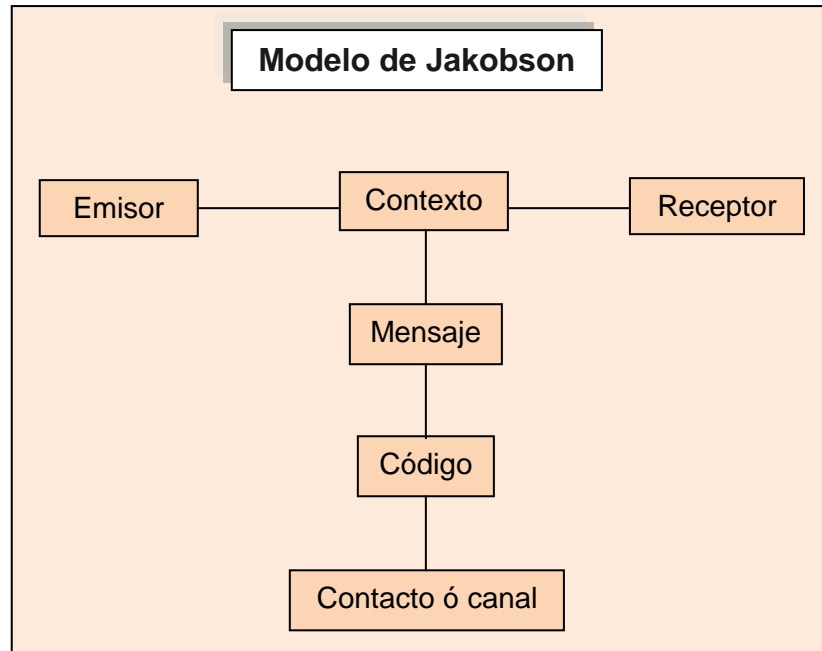 Modelo de Jakobson
Emisor
Contexto
Receptor
Mensaje
Código
Contacto ó canal